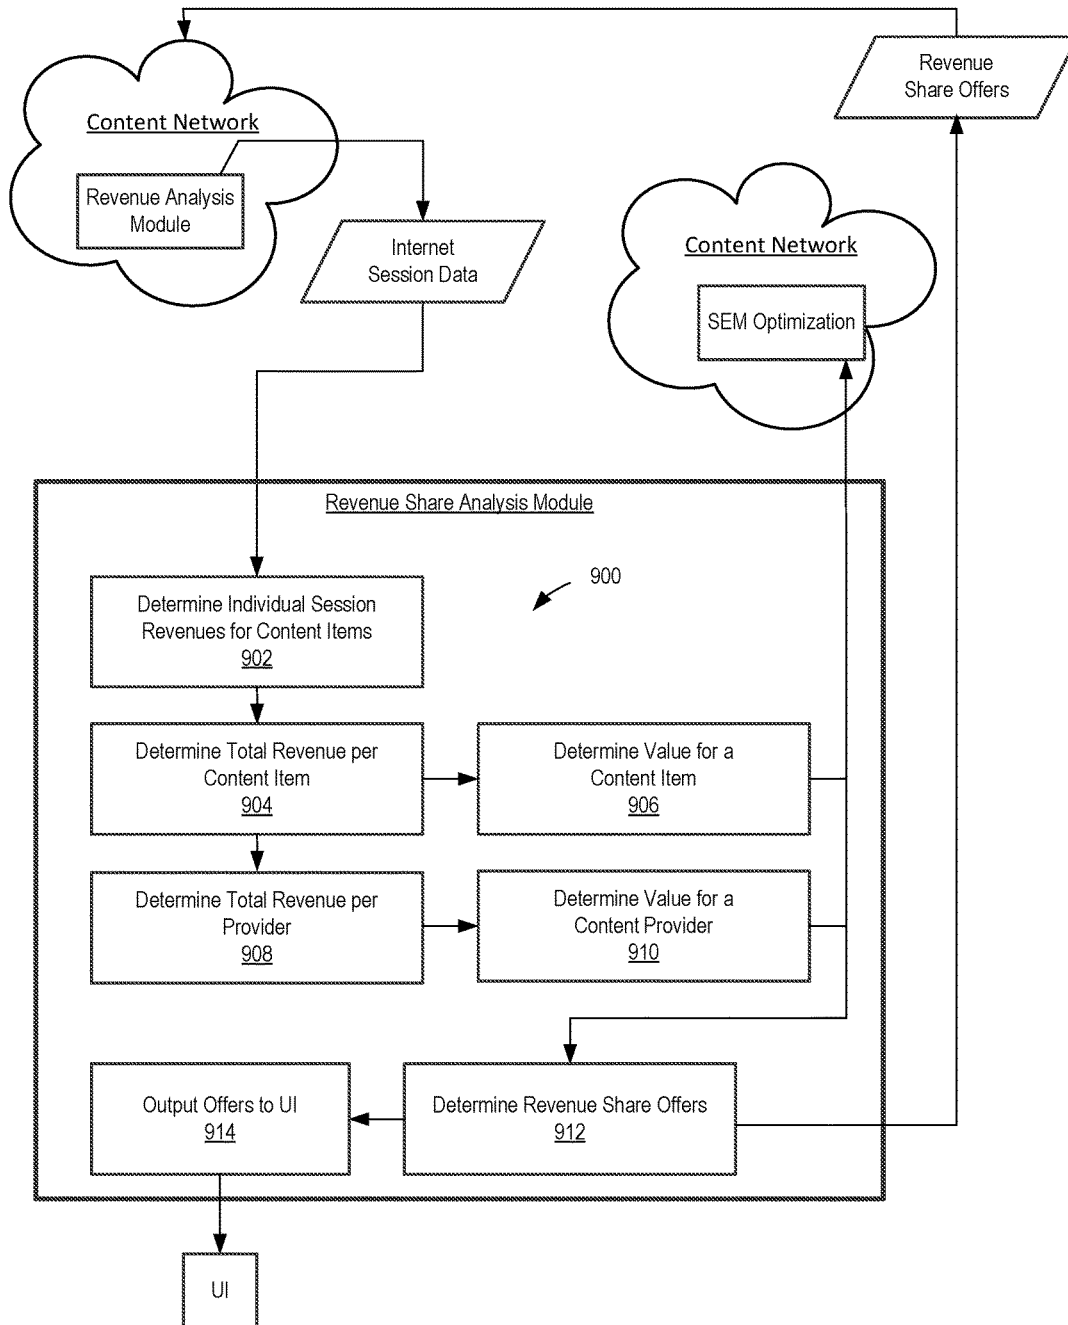 Revenue
Share Offers
Content Network
Revenue Analysis
Module
Internet
Session Data
Content Network
SEM Optimization
Revenue Share Analysis Module
900
Determine Individual Session
Revenues for Content Items
902
Determine Total Revenue per
Content Item
904
Determine Value for a
Content Item
906
Determine Total Revenue per
Provider
908
Determine Value for a
Content Provider
910
Output Offers to UI
914
Determine Revenue Share Offers
912
UI